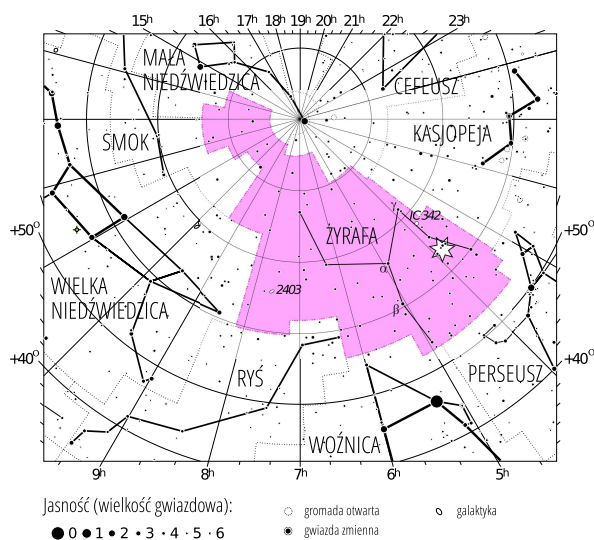 15h 16h 17h 18h 19h 20h 21h 22h 23h
MAŁA
NIEDŹWIEDZICA
CEFEUSZ
KASJOPEJA
SMOK
γ IC342
+50° ŻYRAFA +50°
α
WIELKA
NIEDŹWIEDZICA
2403
β
+40° +40°
RYŚ
PERSEUSZ
WOŹNICA
9h 8h 7h 6h 5h
Jasność (wielkość gwiazdowa):
0 1 2 3 4 5 6
gromada otwarta
galaktyka
gwiazda zmienna